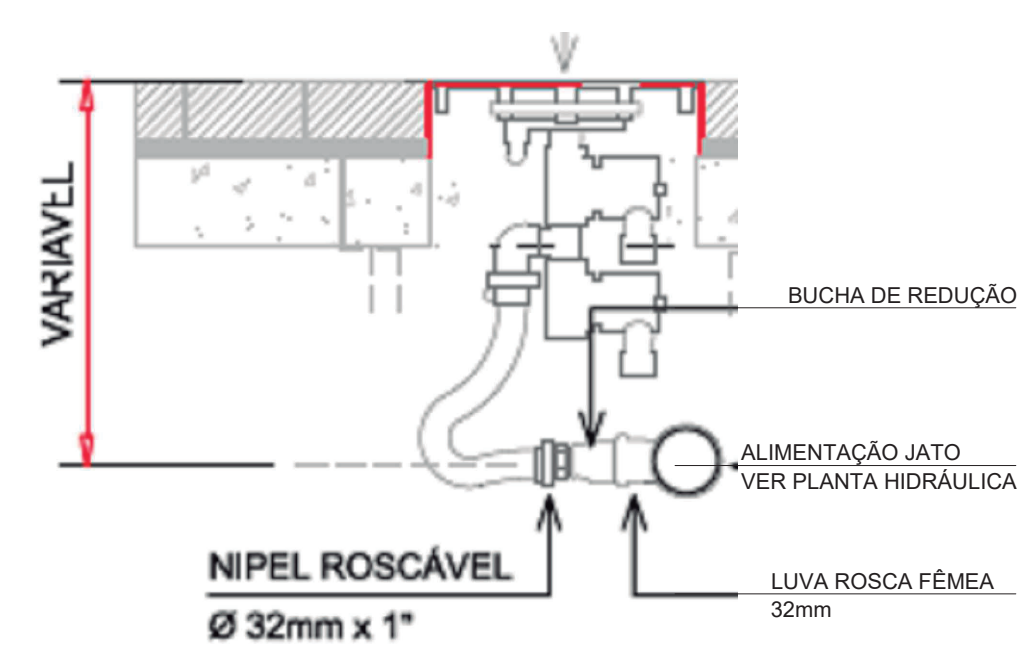 VARIAVEL
BUCHA DE REDUÇÃO
ALIMENTAÇÃO JATO
VER PLANTA HIDRÁULICA
NIPEL ROSCÁVEL
Ø 32mm x 1"
LUVA ROSCA FÊMEA
32mm